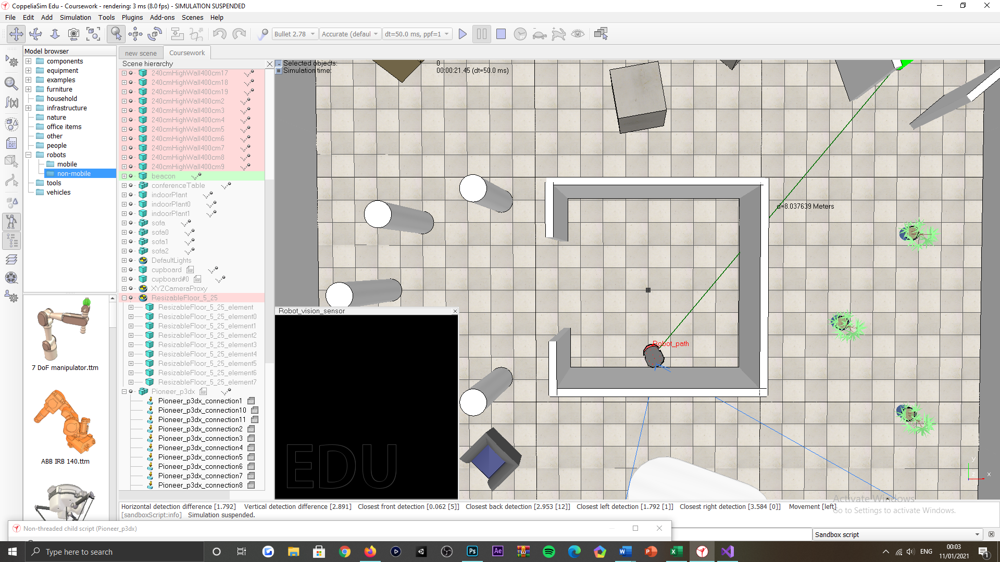 CoppeliaSim Edu - Coursework - rendering: 3 ms (8.0 fps) - SIMULATION SUSPENDED
File Edit Add Simulation Tools Plugins Add-ons Scenes Help
Bullet 2.78 Accurate (defaul dt=50.0 ms, ppf=1
Model browser
components
equipment
examples
furniture
household
infrastructure
nature
office items
other
people
robots
mobile
non-mobile
tools
vehicles
7 DoF manipulator.ttm
ABB IRB 140.ttm
new scene Coursework
Scene hierarchy
240cmHighWall400cm17
240cmHighWall400cm18
240cmHighWall400cm19
240cmHighWall400cm2
240cmHighWall400cm3
240cmHighWall400cm4
240cmHighWall400cm5
240cmHighWall400cm6
240cmHighWall400cm7
240cmHighWall400cm8
240cmHighWall400cm9
beacon
conferenceTable
indoorPlant
indoorPlant0
indoorPlant1
sofa
sofa0
sofa1
sofa2
DefaultLights
cupboard
cupboard#0
XYZCameraProxy
ResizableFloor_5_25
ResizableFloor_5_25_element
ResizableFloor_5_25_element0
ResizableFloor_5_25_element1
ResizableFloor_5_25_element2
ResizableFloor_5_25_element3
ResizableFloor_5_25_element4
ResizableFloor_5_25_element5
ResizableFloor_5_25_element6
ResizableFloor_5_25_element7
Pioneer_p3dx
Pioneer_p3dx_connection1
Pioneer_p3dx_connection10
Pioneer_p3dx_connection11
Pioneer_p3dx_connection2
Pioneer_p3dx_connection3
Pioneer_p3dx_connection4
Pioneer_p3dx_connection5
Pioneer_p3dx_connection6
Pioneer_p3dx_connection7
Pioneer_p3dx_connection8
Selected objects: 0
Simulation time: 00:00:21.45 (dt=50.0 ms)
d=8.037639 Meters
Robot_path
Robot_vision_sensor
EDU
y
z x
Activate Windows
Go to Settings to activate Windows.
Horizontal detection difference [1.792] Vertical detection difference [2.891] Closest front detection [0.062 [5]] Closest back detection [2.953 [12]] Closest left detection [1.792 [1]] Closest right detection [3.584 [0]] Movement [left]
[sandboxScript:info] Simulation suspended.
Non-threaded child script (Pioneer_p3dx)
Sandbox script
Type here to search
Ps
Ae
ENG
00:03
11/01/2021
1